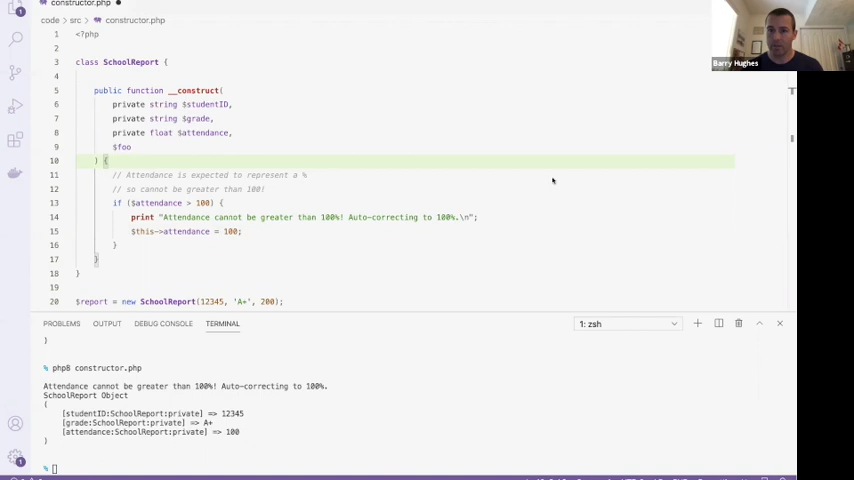 constructor.php
code > src > constructor.php
Barry Hughes
1 <?php
2
3 class SchoolReport {
4
5 public function __construct(
6 private string $studentID,
7 private string $grade,
8 private float $attendance,
9 $foo
10 ) {
11 // Attendance is expected to represent a %
12 // so cannot be greater than 100!
13 if ($attendance > 100) {
14 print "Attendance cannot be greater than 100%! Auto-correcting to 100%.\n";
15 $this->attendance = 100;
16 }
17 }
18 }
19
20 $report = new SchoolReport(12345, 'A+', 200);
PROBLEMS OUTPUT DEBUG CONSOLE TERMINAL 1: zsh
)
% php8 constructor.php
Attendance cannot be greater than 100%! Auto-correcting to 100%.
SchoolReport Object
(
[studentID:SchoolReport:private] => 12345
[grade:SchoolReport:private] => A+
[attendance:SchoolReport:private] => 100
)
%